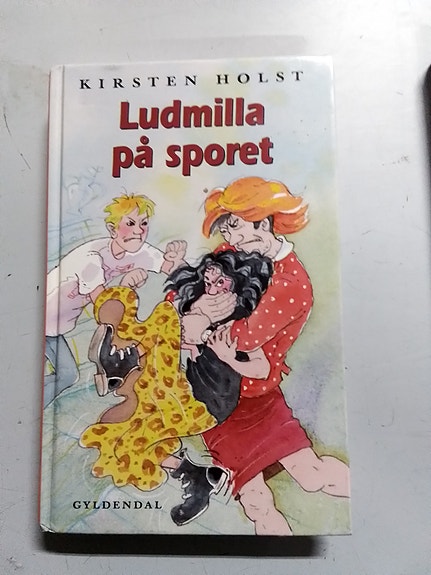 KIRSTEN HOLST
Ludmilla
på sporet
GYLDENDAL